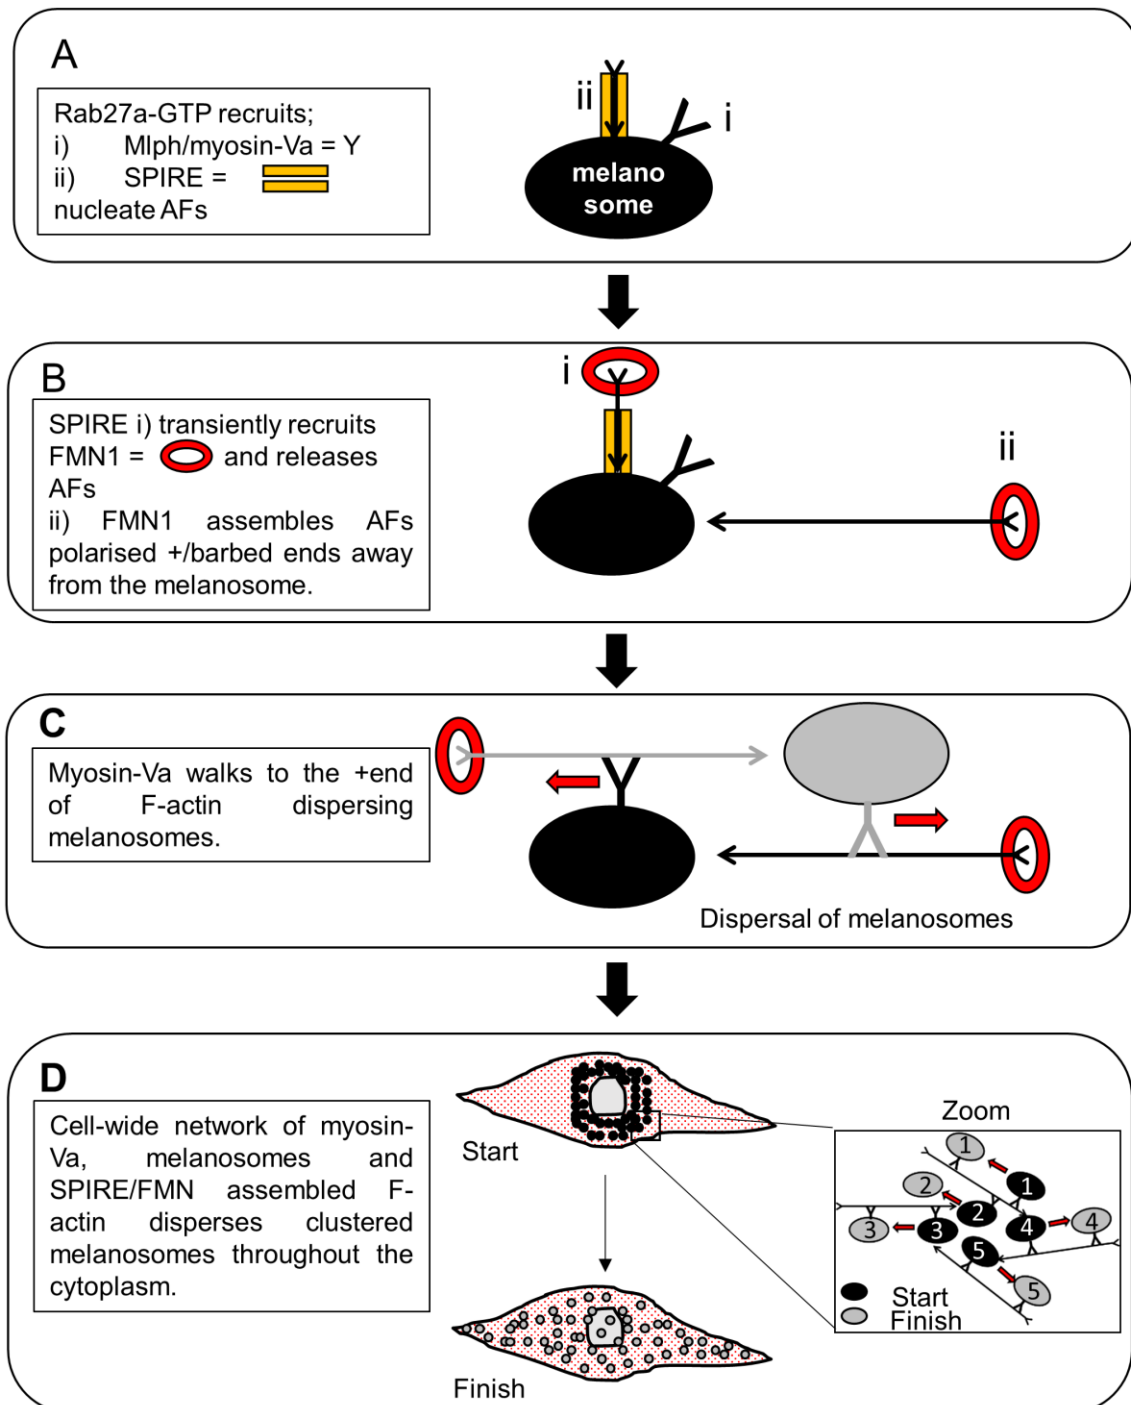 A
Rab27a-GTP recruits;
i) Mlph/myosin-Va = Y
ii) SPIRE =
nucleate AFs
ii
i
melano
some
B
SPIRE i) transiently recruits
FMN1 = and releases
AFs
ii) FMN1 assembles AFs
polarised +/barbed ends away
from the melanosome.
i
ii
C
Myosin-Va walks to the +end
of F-actin dispersing
melanosomes.
Dispersal of melanosomes
D
Cell-wide network of myosin-
Va, melanosomes and
SPIRE/FMN assembled F-
actin disperses clustered
melanosomes throughout the
cytoplasm.
Start
Finish
Zoom
1
1
2
2
3
3
4
4
5
5
Start
Finish